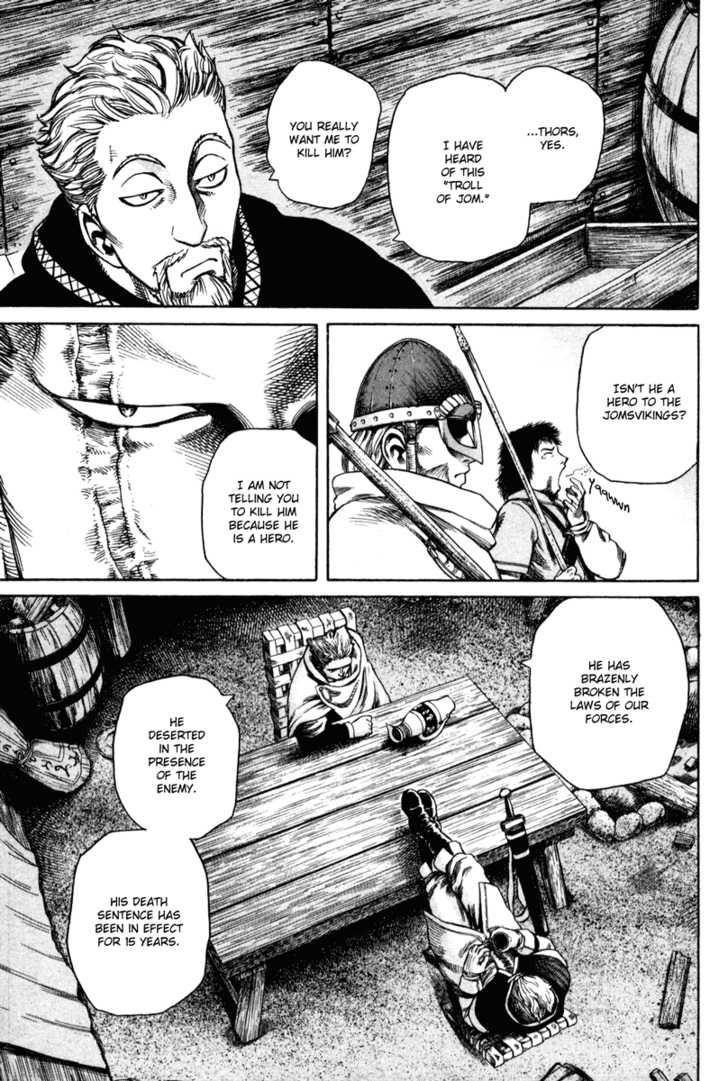 ...THORS,
YES.
I HAVE
HEARD
OF THIS
"TROLL
OF JOM."
YOU REALLY
WANT ME TO
KILL HIM?
ISN'T HE A
HERO TO THE
JOMSVIKINGS?
Yaawwn
I AM NOT
TELLING YOU
TO KILL HIM
BECAUSE HE
IS A HERO.
HE HAS
BRAZENLY
BROKEN THE
LAWS OF OUR
FORCES.
HE
DESERTED
IN THE
PRESENCE
OF THE
ENEMY.
HIS DEATH
SENTENCE HAS
BEEN IN EFFECT
FOR 15 YEARS.